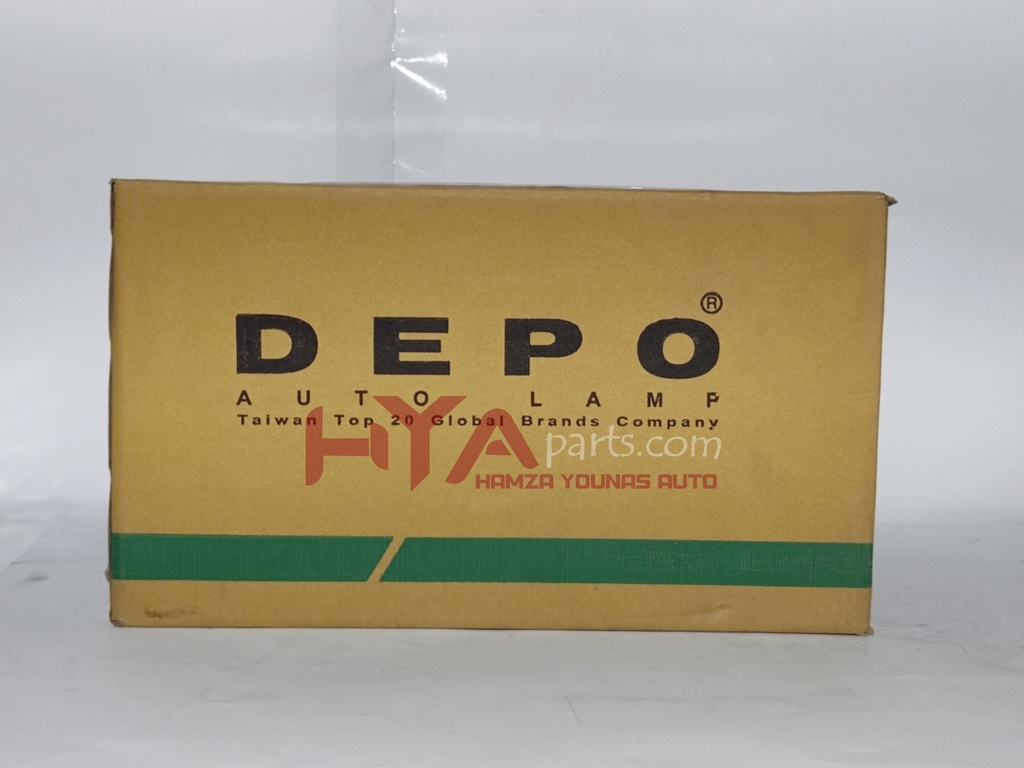 DEPO®
AUTO LAMP
Taiwan Top 20 Global Brands Company
HYAparts.com
HAMZA YOUNAS AUTO